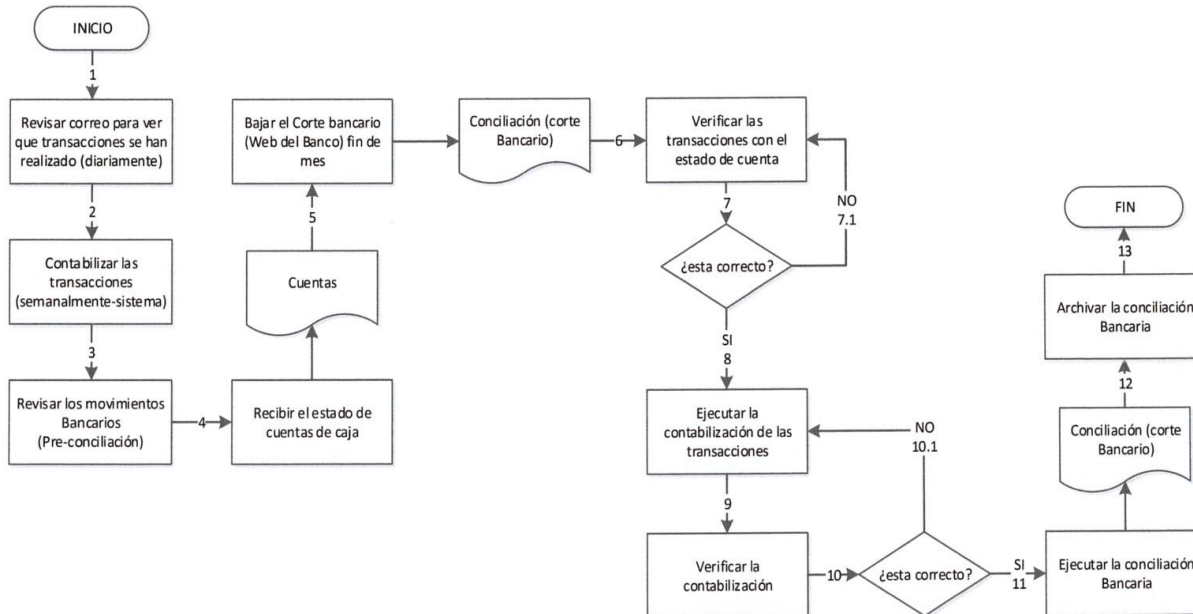 INICIO
1
Revisar correo para ver
que transacciones se han
realizado (diariamente)
2
Contabilizar las
transacciones
(semanalmente-sistema)
3
Revisar los movimientos
Bancarios
(Pre-conciliación)
4
Recibir el estado de
cuentas de caja
Cuentas
5
Bajar el Corte bancario
(Web del Banco) fin de
mes
Conciliación (corte
Bancario)
6
Verificar las
transacciones con el
estado de cuenta
7
¿esta correcto?
NO
7.1
SI
8
Ejecutar la
contabilización de las
transacciones
9
Verificar la
contabilización
10
¿esta correcto?
NO
10.1
SI
11
Ejecutar la conciliación
Bancaria
Conciliación (corte
Bancario)
12
Archivar la conciliación
Bancaria
13
FIN